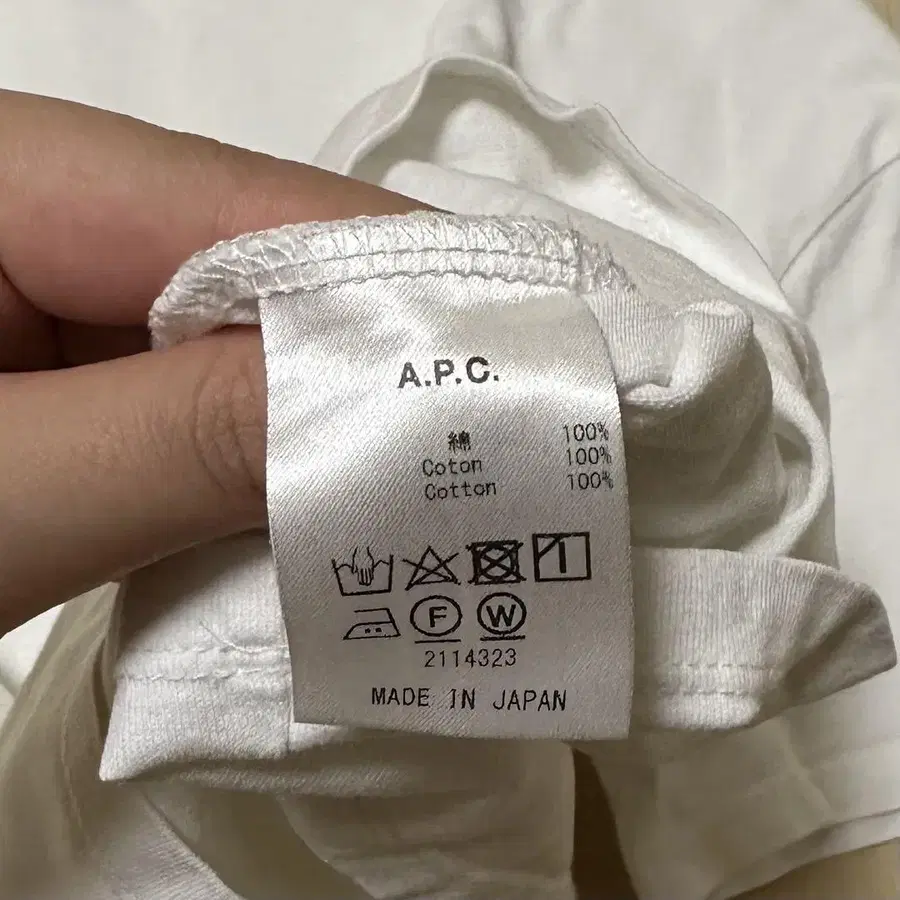 A.P.C.
綿 100%
Coton 100%
Cotton 100%
F W
2114323
MADE IN JAPAN